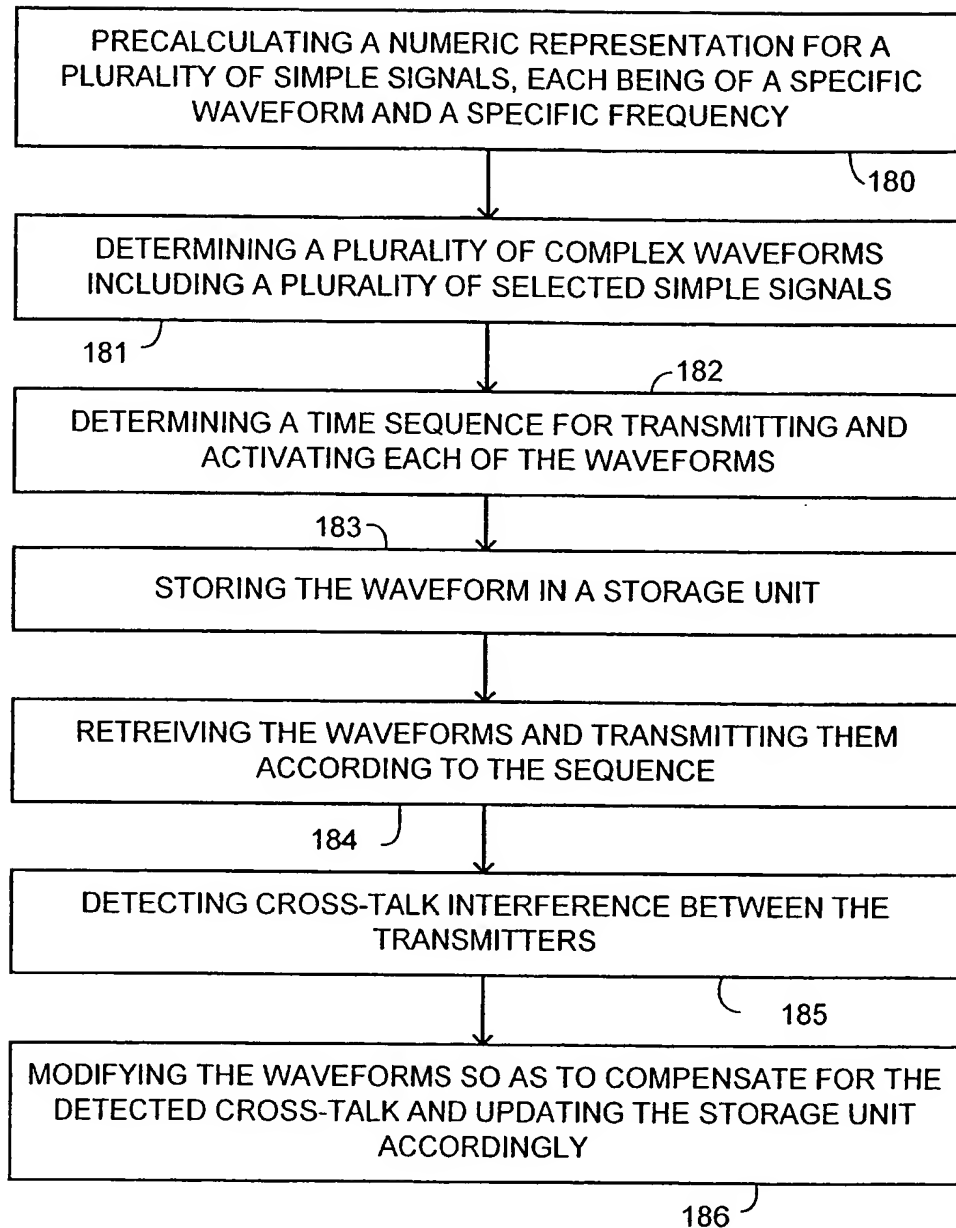 PRECALCULATING A NUMERIC REPRESENTATION FOR A
PLURALITY OF SIMPLE SIGNALS, EACH BEING OF A SPECIFIC
WAVEFORM AND A SPECIFIC FREQUENCY
180
DETERMINING A PLURALITY OF COMPLEX WAVEFORMS
INCLUDING A PLURALITY OF SELECTED SIMPLE SIGNALS
181
182
DETERMINING A TIME SEQUENCE FOR TRANSMITTING AND
ACTIVATING EACH OF THE WAVEFORMS
183
STORING THE WAVEFORM IN A STORAGE UNIT
RETREIVING THE WAVEFORMS AND TRANSMITTING THEM
ACCORDING TO THE SEQUENCE
184
DETECTING CROSS-TALK INTERFERENCE BETWEEN THE
TRANSMITTERS
185
MODIFYING THE WAVEFORMS SO AS TO COMPENSATE FOR THE
DETECTED CROSS-TALK AND UPDATING THE STORAGE UNIT
ACCORDINGLY
186